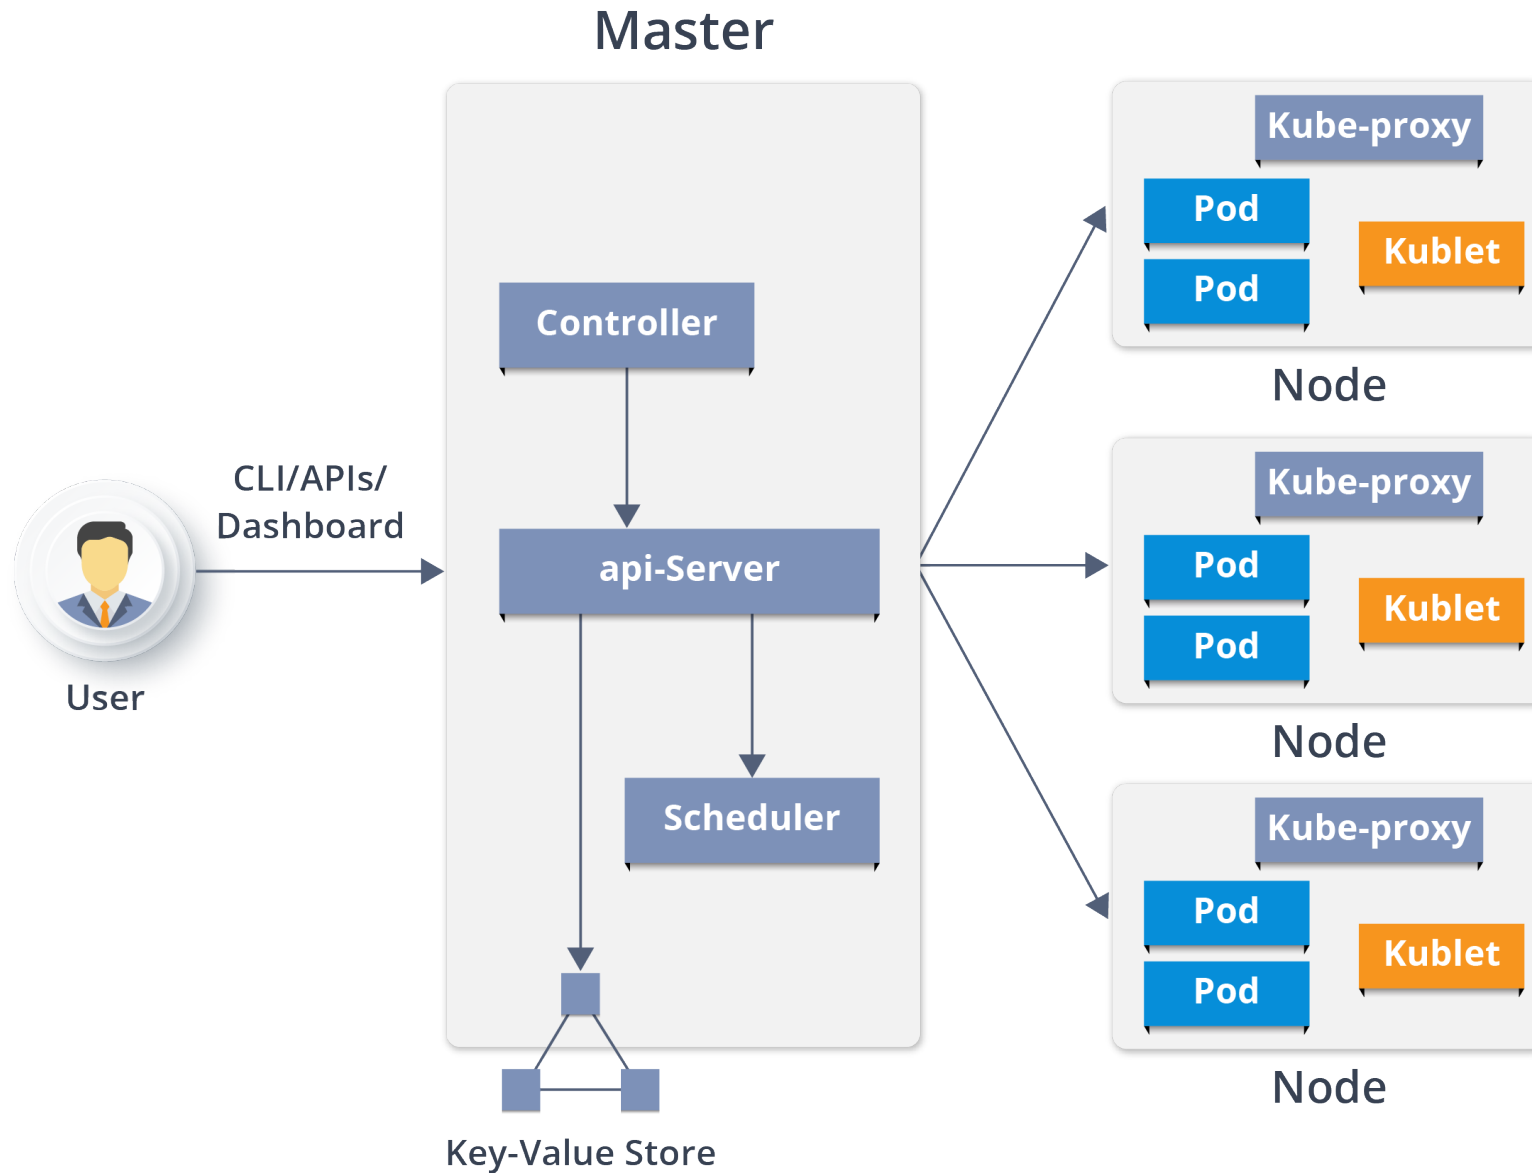 Master
Controller
api-Server
Scheduler
Key-Value Store
CLI/APIs/
Dashboard
User
Kube-proxy
Pod
Pod
Kublet
Node
Kube-proxy
Pod
Pod
Kublet
Node
Kube-proxy
Pod
Pod
Kublet
Node